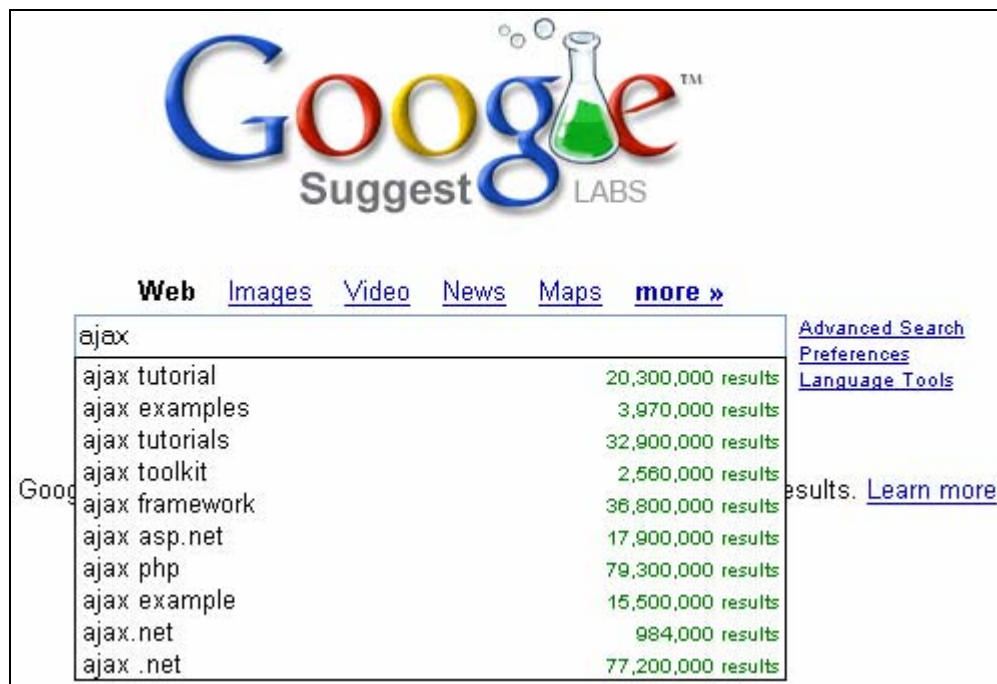 Google™
Suggest LABS
Web Images Video News Maps more »
ajax
Advanced Search
Preferences
Language Tools
ajax tutorial 20,300,000 results
ajax examples 3,970,000 results
ajax tutorials 32,900,000 results
ajax toolkit 2,560,000 results
ajax framework 36,800,000 results
ajax asp.net 17,900,000 results
ajax php 79,300,000 results
ajax example 15,500,000 results
ajax.net 984,000 results
ajax .net 77,200,000 results
Goog esults. Learn more